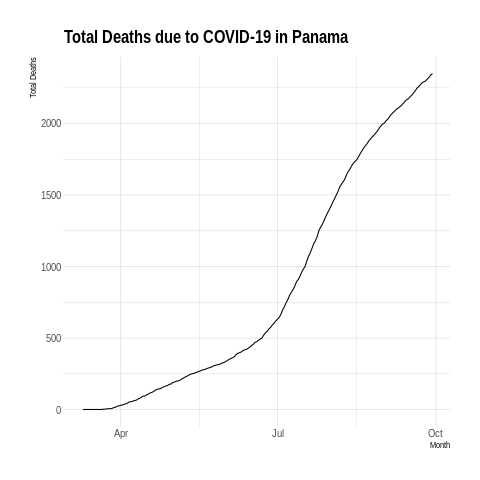 Total Deaths due to COVID-19 in Panama
Total Deaths
2000
1500
1000
500
0
Apr Jul Oct
Month